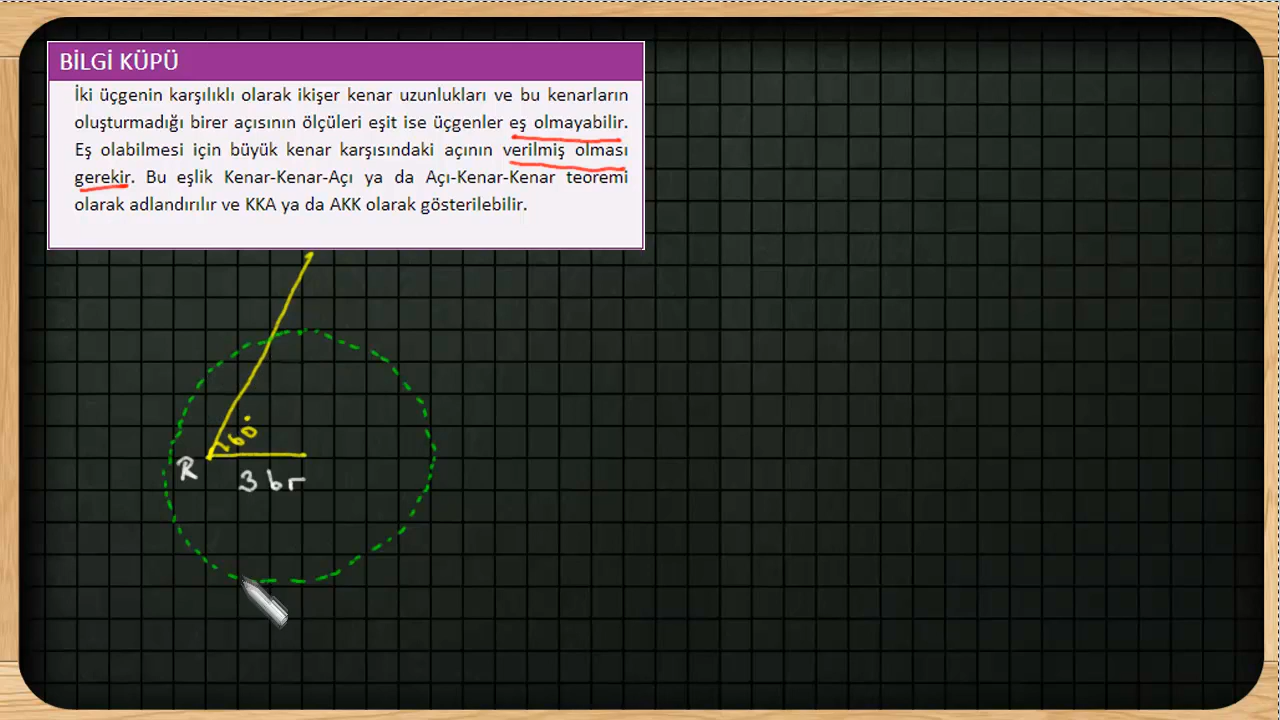 BİLGİ KÜPÜ
İki üçgenin karşılıklı olarak ikişer kenar uzunlukları ve bu kenarların
oluşturmadığı birer açısının ölçüleri eşit ise üçgenler eş olmayabilir.
Eş olabilmesi için büyük kenar karşısındaki açının verilmiş olması
gerekir. Bu eşlik Kenar-Kenar-Açı ya da Açı-Kenar-Kenar teoremi
olarak adlandırılır ve KKA ya da AKK olarak gösterilebilir.
60°
R
3 br